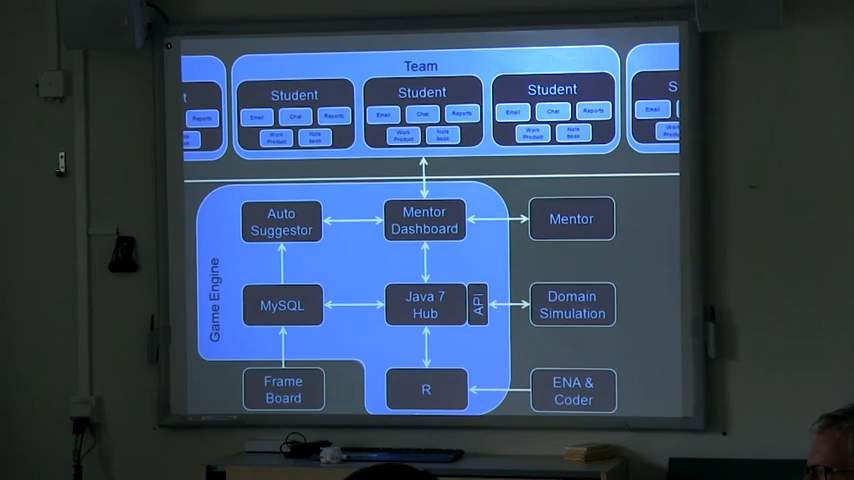 Team
t
Reports
Student
Email
Chat
Reports
Work
Product
Note
book
Student
Email
Chat
Reports
Work
Product
Note
book
Student
Email
Chat
Reports
Work
Product
Note
book
S
Email
Work
Product
Game Engine
Auto
Suggestor
Mentor
Dashboard
Mentor
MySQL
Java 7
Hub
API
Domain
Simulation
Frame
Board
R
ENA &
Coder